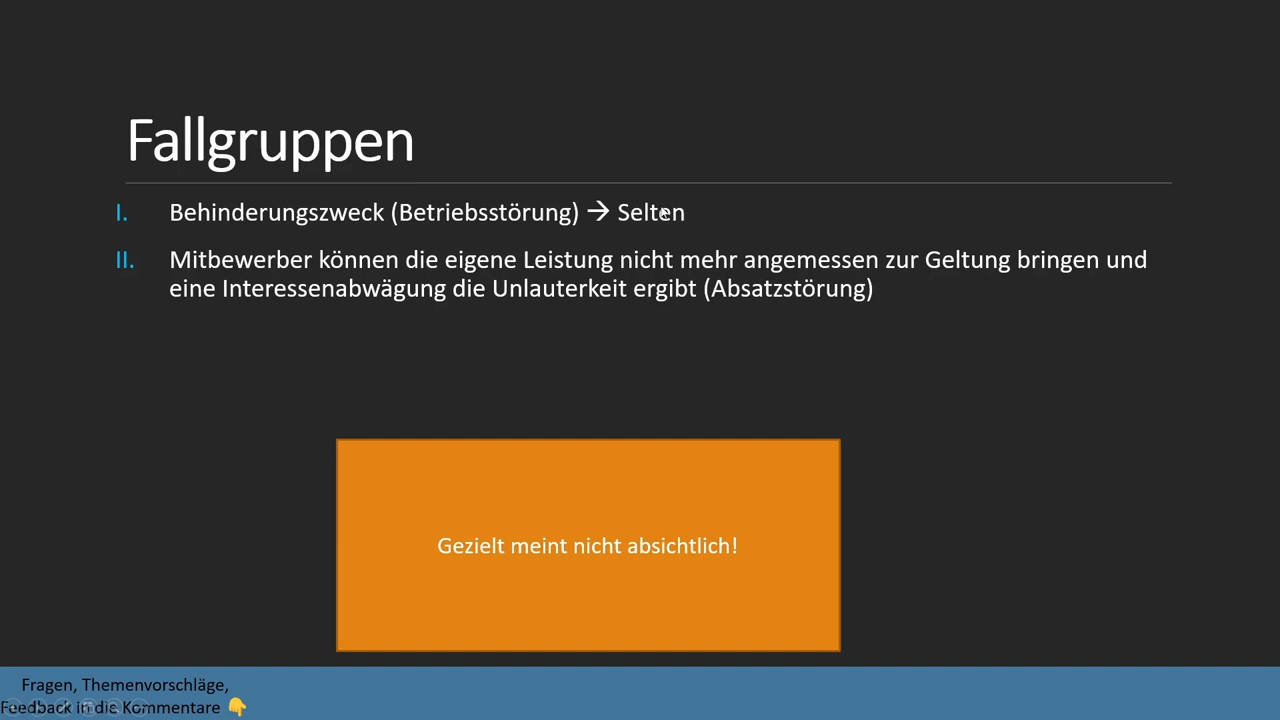 Fallgruppen
I. Behinderungszweck (Betriebsstörung) → Selten
II. Mitbewerber können die eigene Leistung nicht mehr angemessen zur Geltung bringen und
eine Interessenabwägung die Unlauterkeit ergibt (Absatzstörung)
Gezielt meint nicht absichtlich!
Fragen, Themenvorschläge,
Feedback in die Kommentare 👇